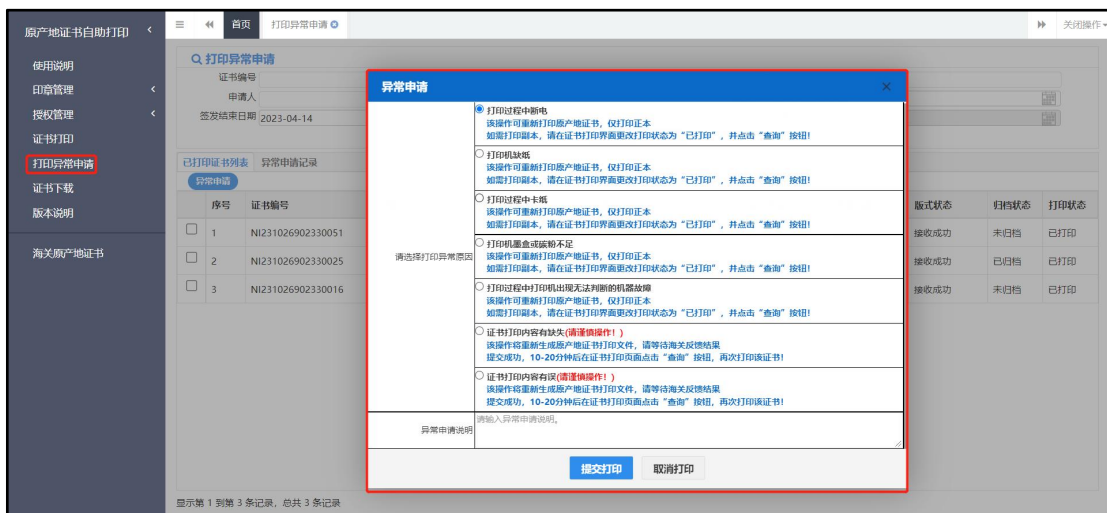 原产地证书自助打印
首页
打印异常申请
关闭操作
使用说明
印章管理
授权管理
证书打印
打印异常申请
证书下载
版本说明
海关原产地证书
打印异常申请
证书编号
申请人
签发结束日期 2023-04-14
已打印证书列表 异常申请记录
异常申请
序号 证书编号 版式状态 归档状态 打印状态
1 NI231026902330051 接收成功 未归档 已打印
2 NI231026902330025 接收成功 已归档 已打印
3 NI231026902330016 接收成功 未归档 已打印
显示第 1 到第 3 条记录，总共 3 条记录
异常申请
请选择打印异常原因
打印过程中断电
该操作可重新打印原产地证书，仅打印正本
如需打印副本，请在证书打印界面更改打印状态为“已打印”，并点击“查询”按钮!
打印机缺纸
该操作可重新打印原产地证书，仅打印正本
如需打印副本，请在证书打印界面更改打印状态为“已打印”，并点击“查询”按钮!
打印过程中卡纸
该操作可重新打印原产地证书，仅打印正本
如需打印副本，请在证书打印界面更改打印状态为“已打印”，并点击“查询”按钮!
打印机墨盒或碳粉不足
该操作可重新打印原产地证书，仅打印正本
如需打印副本，请在证书打印界面更改打印状态为“已打印”，并点击“查询”按钮!
打印过程中打印机出现无法判断的机器故障
该操作可重新打印原产地证书，仅打印正本
如需打印副本，请在证书打印界面更改打印状态为“已打印”，并点击“查询”按钮!
证书打印内容有缺失(请谨慎操作！)
该操作将重新生成原产地证书打印文件，请等待海关反馈结果
提交成功，10-20分钟后在证书打印页面点击“查询”按钮，再次打印该证书!
证书打印内容有误(请谨慎操作！)
该操作将重新生成原产地证书打印文件，请等待海关反馈结果
提交成功，10-20分钟后在证书打印页面点击“查询”按钮，再次打印该证书!
异常申请说明
请输入异常申请说明。
提交打印 取消打印